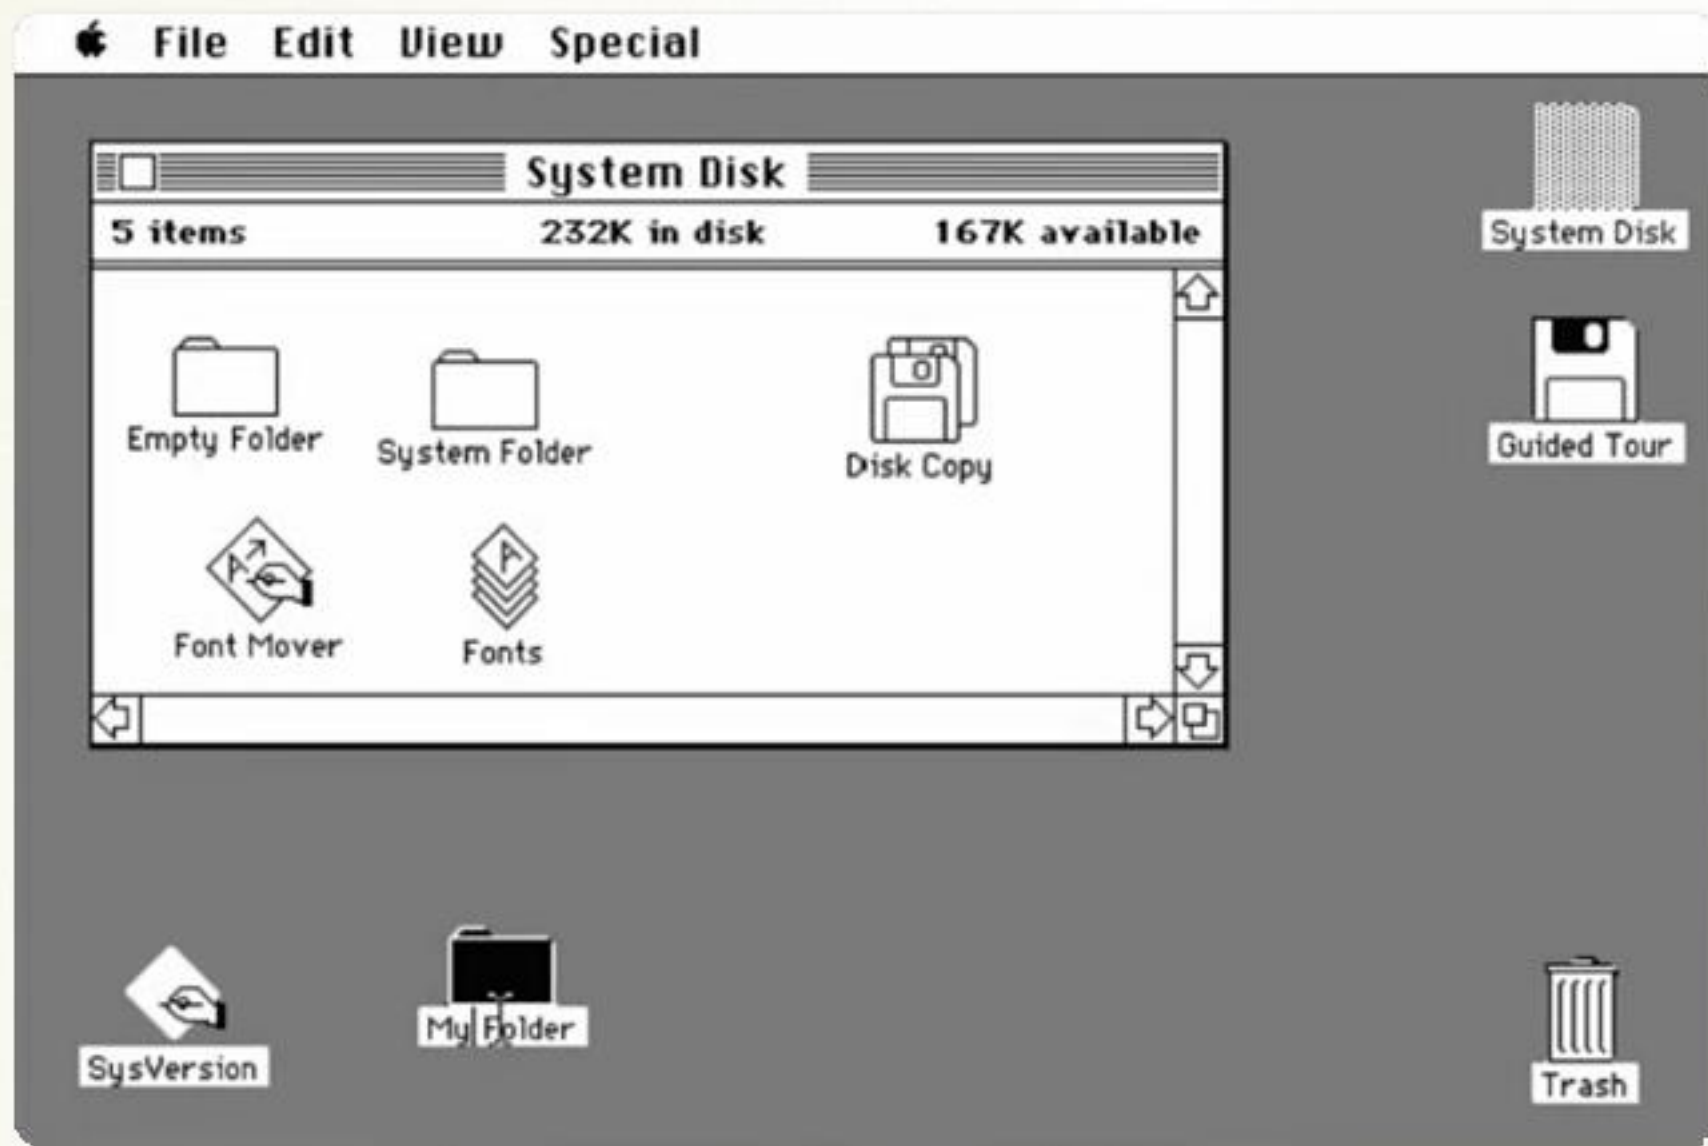 File Edit View Special
System Disk
5 items 232K in disk 167K available
Empty Folder
System Folder
Disk Copy
Font Mover
Fonts
System Disk
Guided Tour
SysVersion
My Folder
Trash